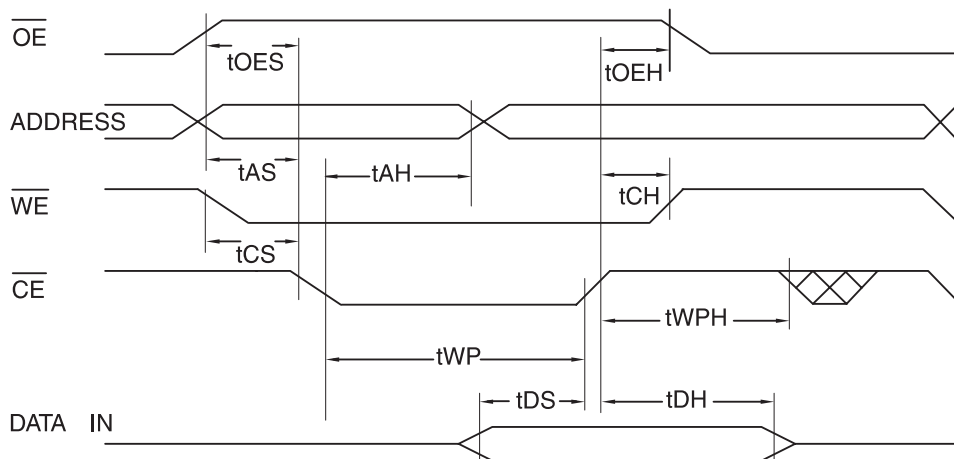 OE
tOES
tOEH
ADDRESS
tAS
tAH
WE
tCH
tCS
CE
tWPH
tWP
tDS
tDH
DATA IN